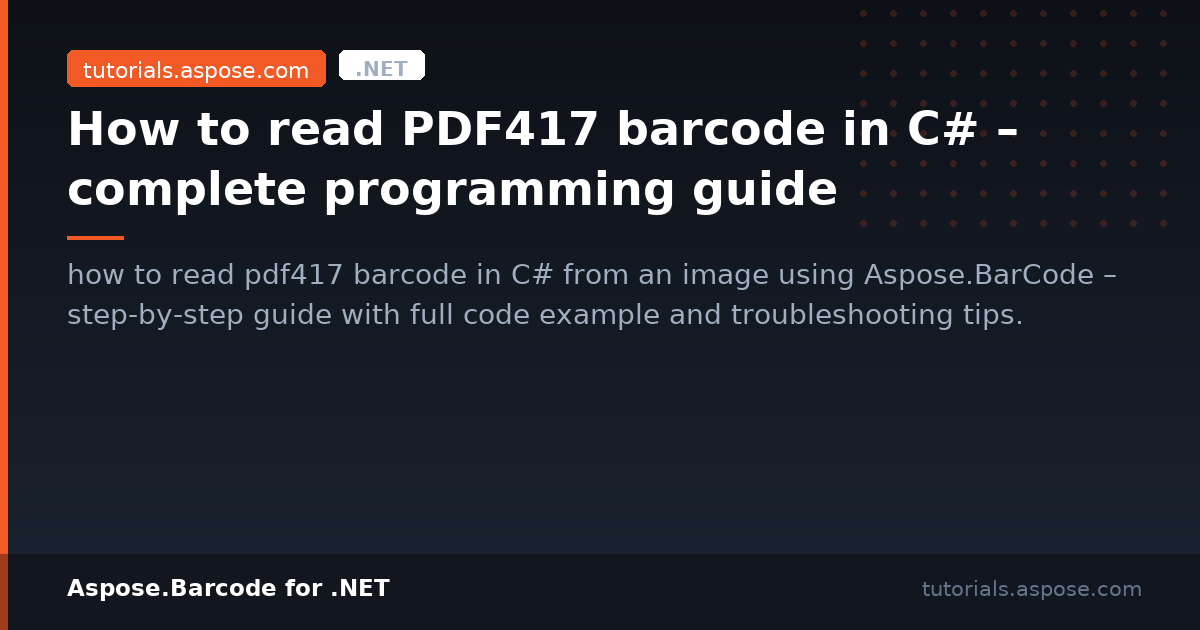 tutorials.aspose.com .NET
How to read PDF417 barcode in C# –
complete programming guide
how to read pdf417 barcode in C# from an image using Aspose.BarCode –
step-by-step guide with full code example and troubleshooting tips.
Aspose.Barcode for .NET tutorials.aspose.com